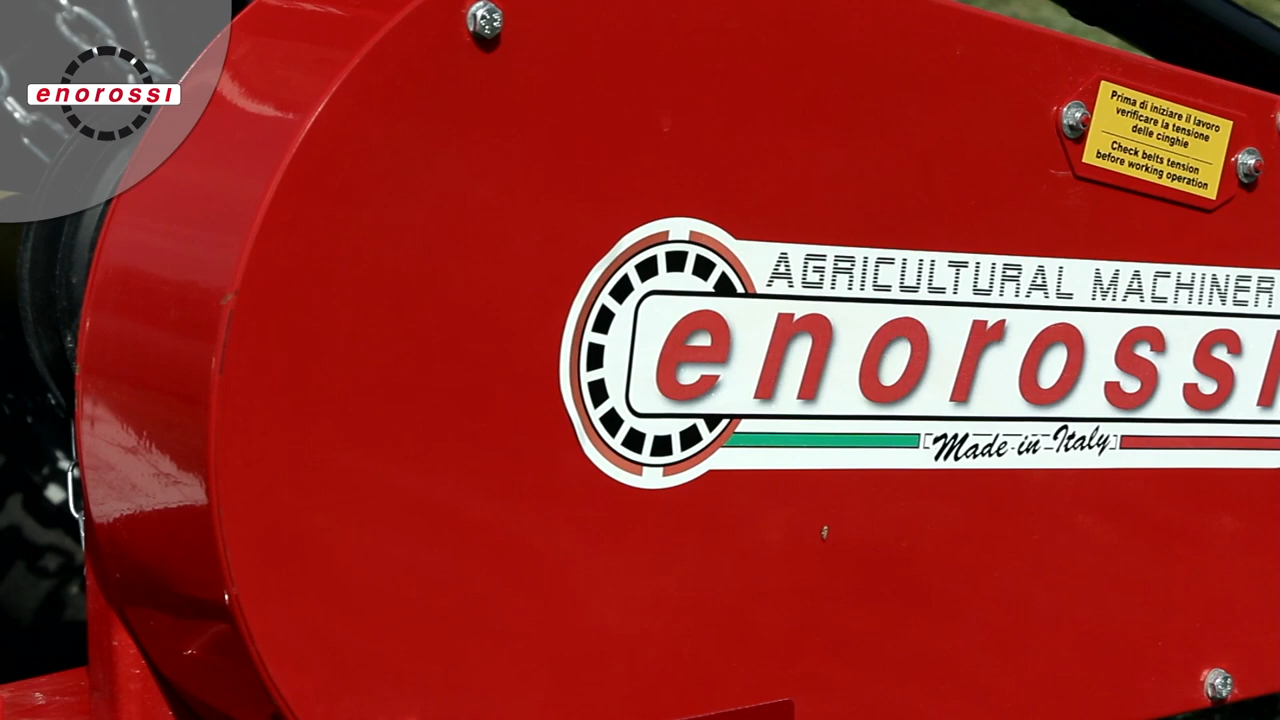 enorossi
Prima di iniziare il lavoro
verificare la tensione
delle cinghie
Check belts tension
before working operation
AGRICULTURAL MACHINER
enorossi
Made in Italy